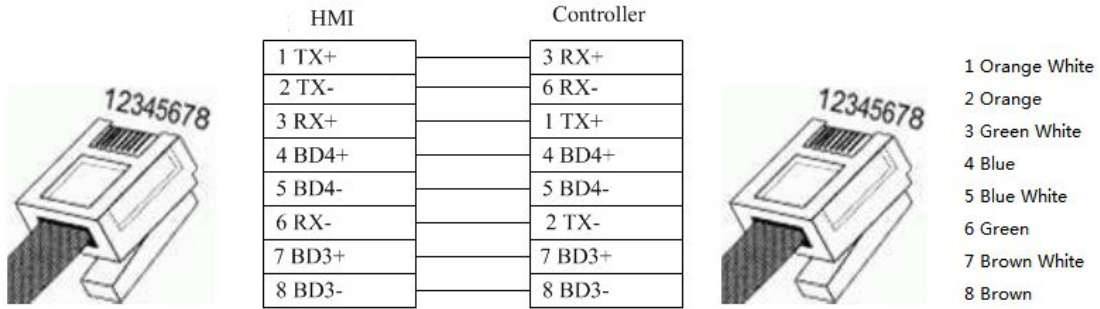 HMI Controller
1 TX+ 3 RX+
2 TX- 6 RX-
3 RX+ 1 TX+
4 BD4+ 4 BD4+
5 BD4- 5 BD4-
6 RX- 2 TX-
7 BD3+ 7 BD3+
8 BD3- 8 BD3-
12345678
12345678
1 Orange White
2 Orange
3 Green White
4 Blue
5 Blue White
6 Green
7 Brown White
8 Brown